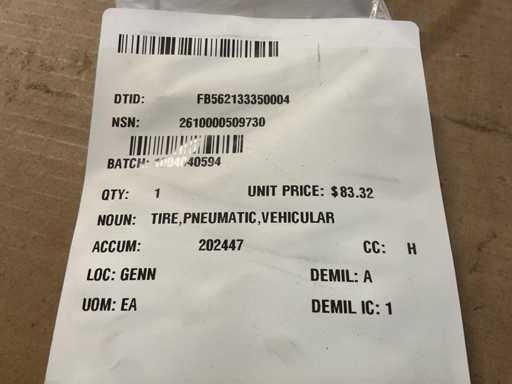 DTID: FB562133350004
NSN: 2610000509730
BATCH:
QTY: 1 UNIT PRICE: $83.32
NOUN: TIRE,PNEUMATIC,VEHICULAR
ACCUM: 202447 CC: H
LOC: GENN DEMIL: A
UOM: EA DEMIL IC: 1